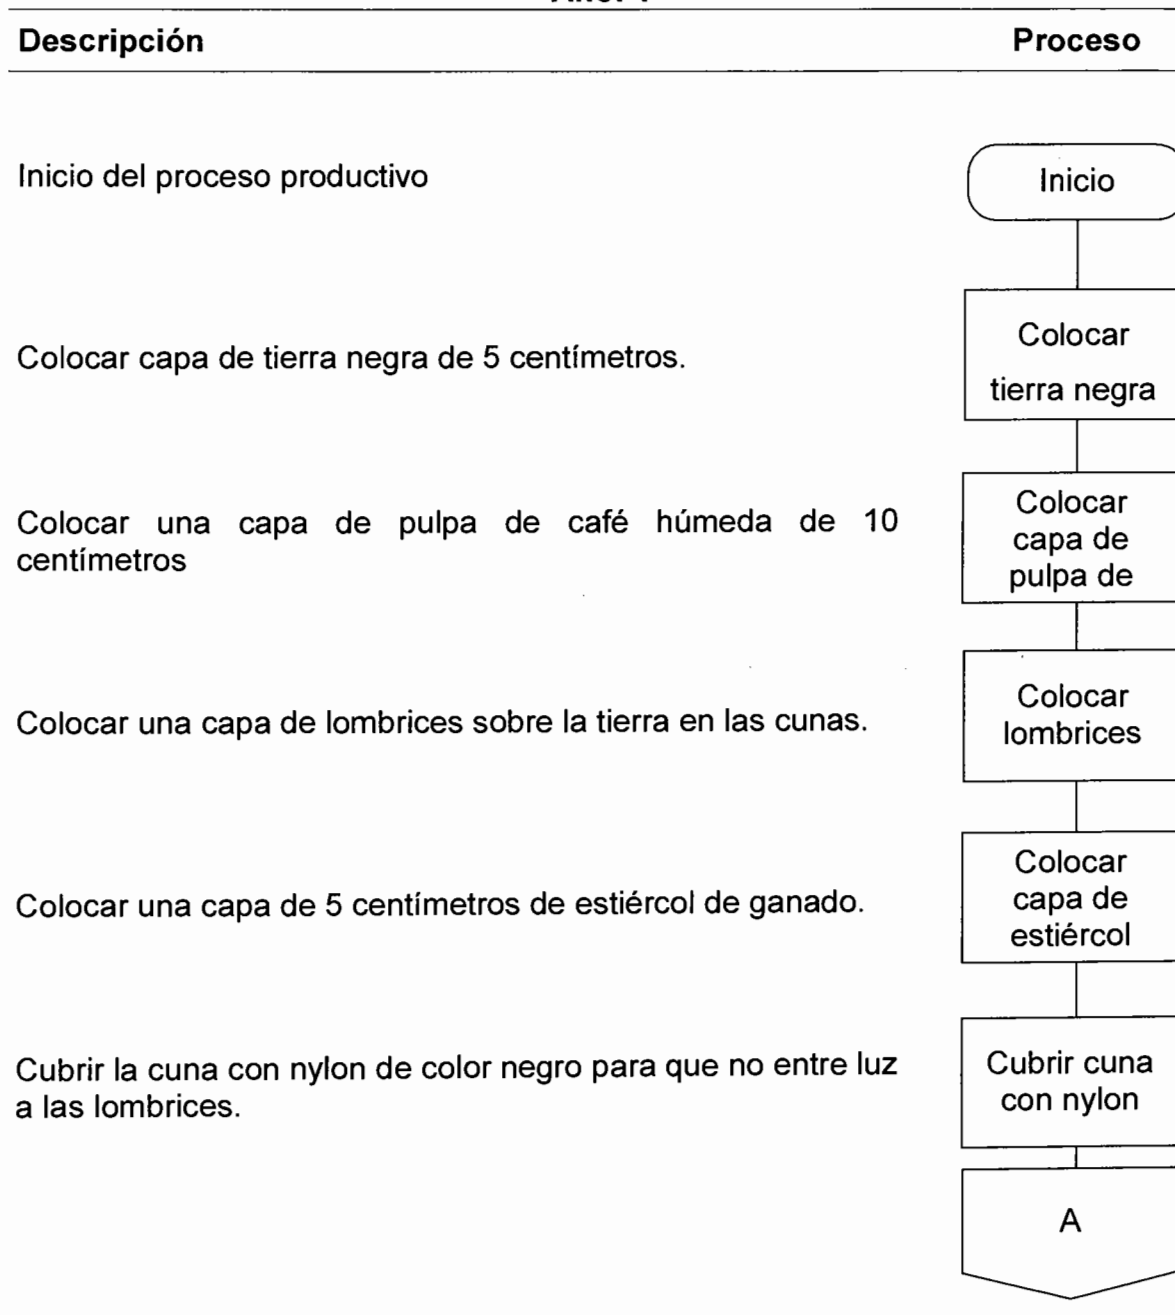 Descripción Proceso
Inicio del proceso productivo
Inicio
Colocar capa de tierra negra de 5 centímetros.
Colocar
tierra negra
Colocar una capa de pulpa de café húmeda de 10
centímetros
Colocar
capa de
pulpa de
Colocar una capa de lombrices sobre la tierra en las cunas.
Colocar
lombrices
Colocar una capa de 5 centímetros de estiércol de ganado.
Colocar
capa de
estiércol
Cubrir la cuna con nylon de color negro para que no entre luz
a las lombrices.
Cubrir cuna
con nylon
A